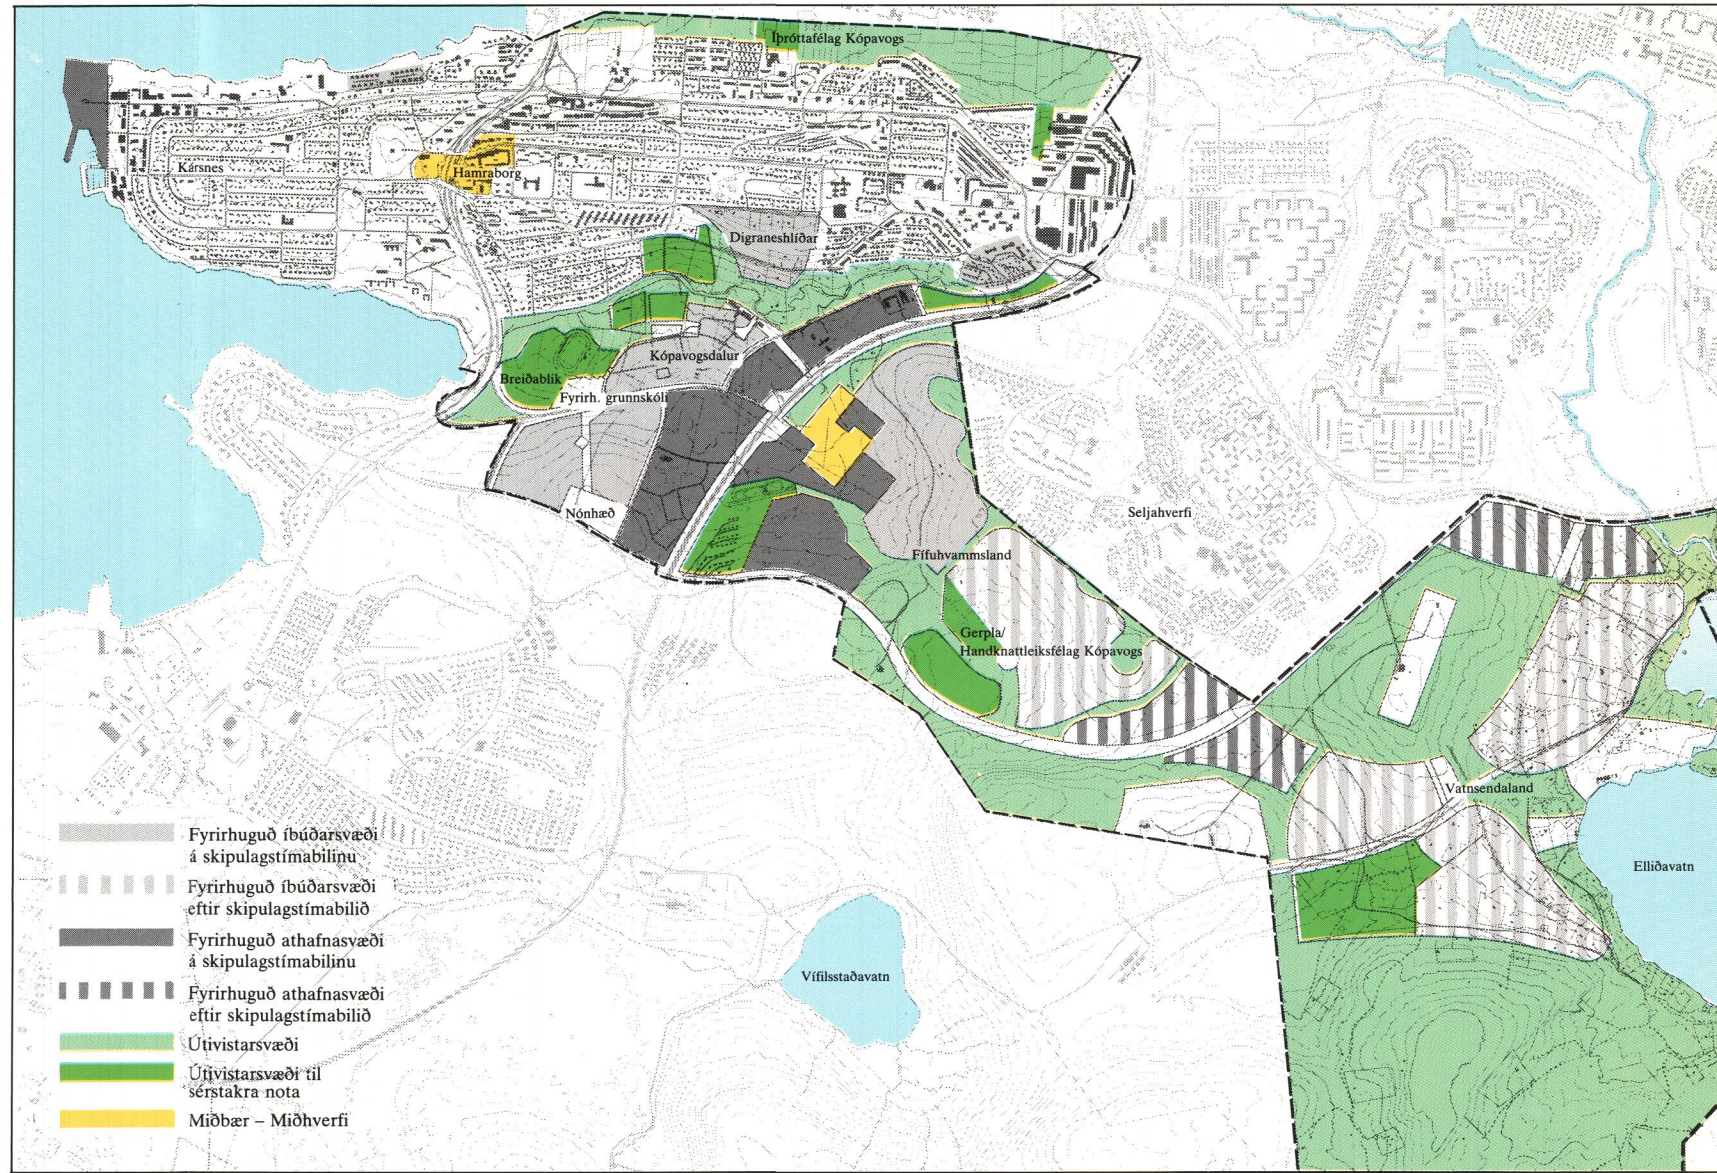 Íþróttafélag Kópavogs
Kársnes
Hamraborg
Digraneshlíðar
Kópavogsdalur
Breiðablik
Fyrirh. grunnskóli
Nónhæð
Seljahverfi
Fífuhvammsland
Gerpla/
Handknattleiksfélag Kópavogs
Vatnsendaland
Elliðavatn
Vífilsstaðavatn
Fyrirhuguð íbúðarsvæði
á skipulagstímabilinu
Fyrirhuguð íbúðarsvæði
eftir skipulagstímabilið
Fyrirhuguð athafnasvæði
á skipulagstímabilinu
Fyrirhuguð athafnasvæði
eftir skipulagstímabilið
Útivistarsvæði
Útivistarsvæði til
sérstakra nota
Miðbær – Miðhverfi